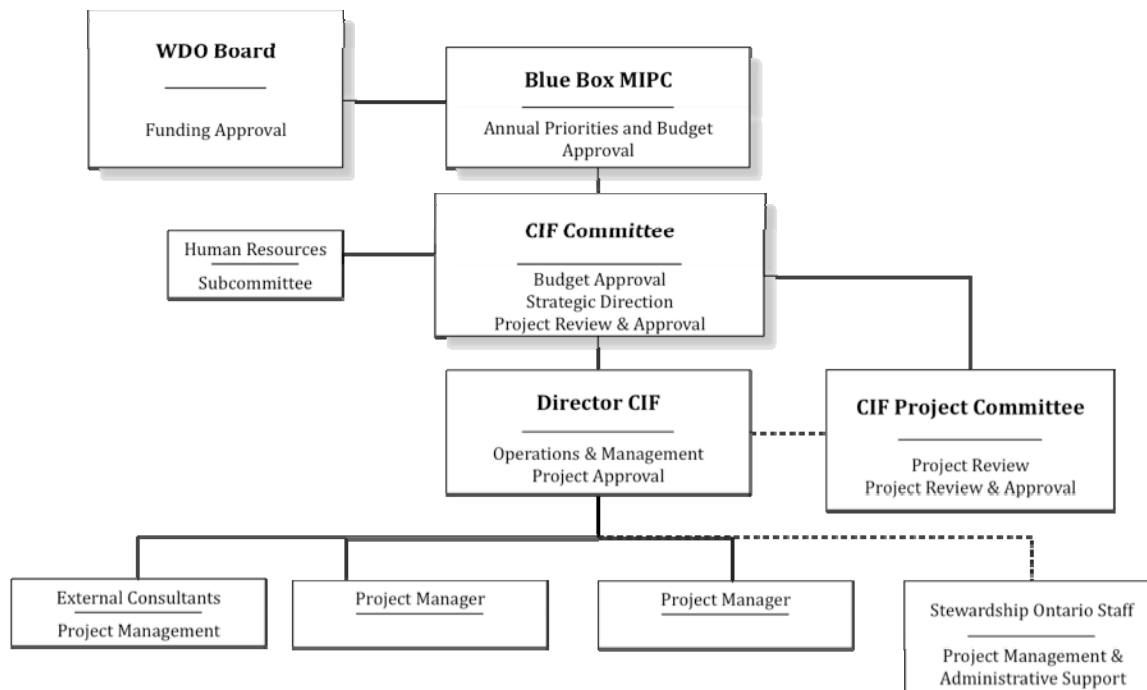 WDO Board
Funding Approval
Blue Box MIPC
Annual Priorities and Budget
Approval
Human Resources
Subcommittee
CIF Committee
Budget Approval
Strategic Direction
Project Review & Approval
Director CIF
Operations & Management
Project Approval
CIF Project Committee
Project Review
Project Review & Approval
External Consultants
Project Management
Project Manager
Project Manager
Stewardship Ontario Staff
Project Management &
Administrative Support